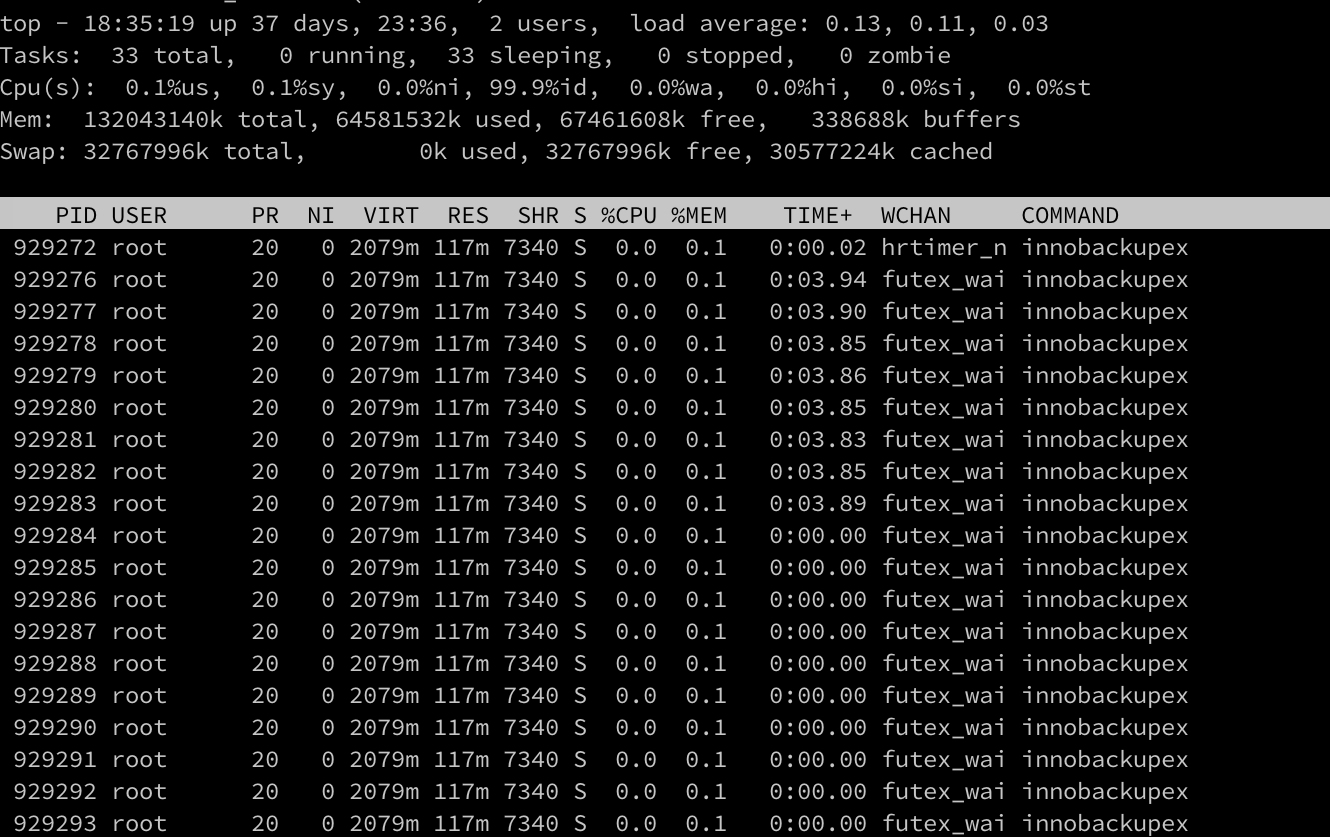 top - 18:35:19 up 37 days, 23:36,  2 users,  load average: 0.13, 0.11, 0.03
Tasks:  33 total,   0 running,  33 sleeping,   0 stopped,   0 zombie
Cpu(s):  0.1%us,  0.1%sy,  0.0%ni, 99.9%id,  0.0%wa,  0.0%hi,  0.0%si,  0.0%st
Mem:  132043140k total, 64581532k used, 67461608k free,   338688k buffers
Swap: 32767996k total,        0k used, 32767996k free, 30577224k cached
   PID USER      PR  NI  VIRT  RES  SHR S %CPU %MEM    TIME+  WCHAN     COMMAND
929272 root      20   0 2079m 117m 7340 S  0.0  0.1   0:00.02 hrtimer_n innobackupex
929276 root      20   0 2079m 117m 7340 S  0.0  0.1   0:03.94 futex_wai innobackupex
929277 root      20   0 2079m 117m 7340 S  0.0  0.1   0:03.90 futex_wai innobackupex
929278 root      20   0 2079m 117m 7340 S  0.0  0.1   0:03.85 futex_wai innobackupex
929279 root      20   0 2079m 117m 7340 S  0.0  0.1   0:03.86 futex_wai innobackupex
929280 root      20   0 2079m 117m 7340 S  0.0  0.1   0:03.85 futex_wai innobackupex
929281 root      20   0 2079m 117m 7340 S  0.0  0.1   0:03.83 futex_wai innobackupex
929282 root      20   0 2079m 117m 7340 S  0.0  0.1   0:03.85 futex_wai innobackupex
929283 root      20   0 2079m 117m 7340 S  0.0  0.1   0:03.89 futex_wai innobackupex
929284 root      20   0 2079m 117m 7340 S  0.0  0.1   0:00.00 futex_wai innobackupex
929285 root      20   0 2079m 117m 7340 S  0.0  0.1   0:00.00 futex_wai innobackupex
929286 root      20   0 2079m 117m 7340 S  0.0  0.1   0:00.00 futex_wai innobackupex
929287 root      20   0 2079m 117m 7340 S  0.0  0.1   0:00.00 futex_wai innobackupex
929288 root      20   0 2079m 117m 7340 S  0.0  0.1   0:00.00 futex_wai innobackupex
929289 root      20   0 2079m 117m 7340 S  0.0  0.1   0:00.00 futex_wai innobackupex
929290 root      20   0 2079m 117m 7340 S  0.0  0.1   0:00.00 futex_wai innobackupex
929291 root      20   0 2079m 117m 7340 S  0.0  0.1   0:00.00 futex_wai innobackupex
929292 root      20   0 2079m 117m 7340 S  0.0  0.1   0:00.00 futex_wai innobackupex
929293 root      20   0 2079m 117m 7340 S  0.0  0.1   0:00.00 futex_wai innobackupex